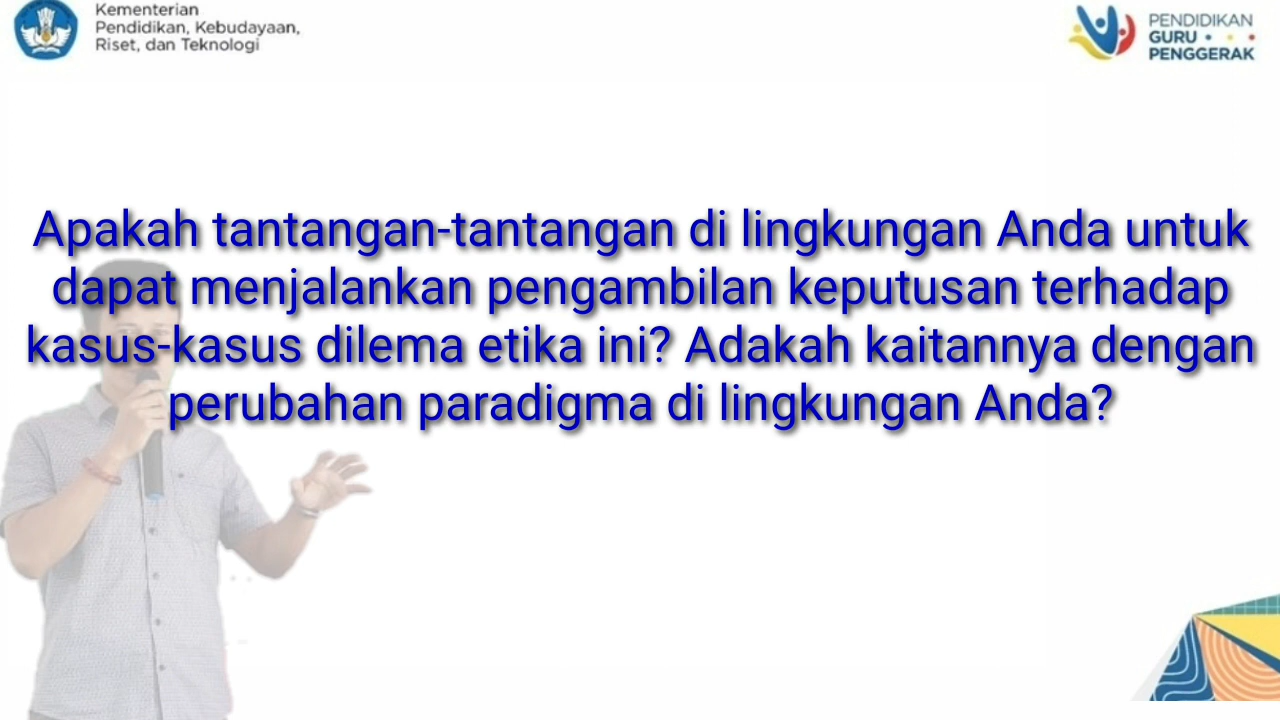 Kementerian
Pendidikan, Kebudayaan,
Riset, dan Teknologi
PENDIDIKAN
GURU
PENGGERAK
Apakah tantangan-tantangan di lingkungan Anda untuk
dapat menjalankan pengambilan keputusan terhadap
kasus-kasus dilema etika ini? Adakah kaitannya dengan
perubahan paradigma di lingkungan Anda?